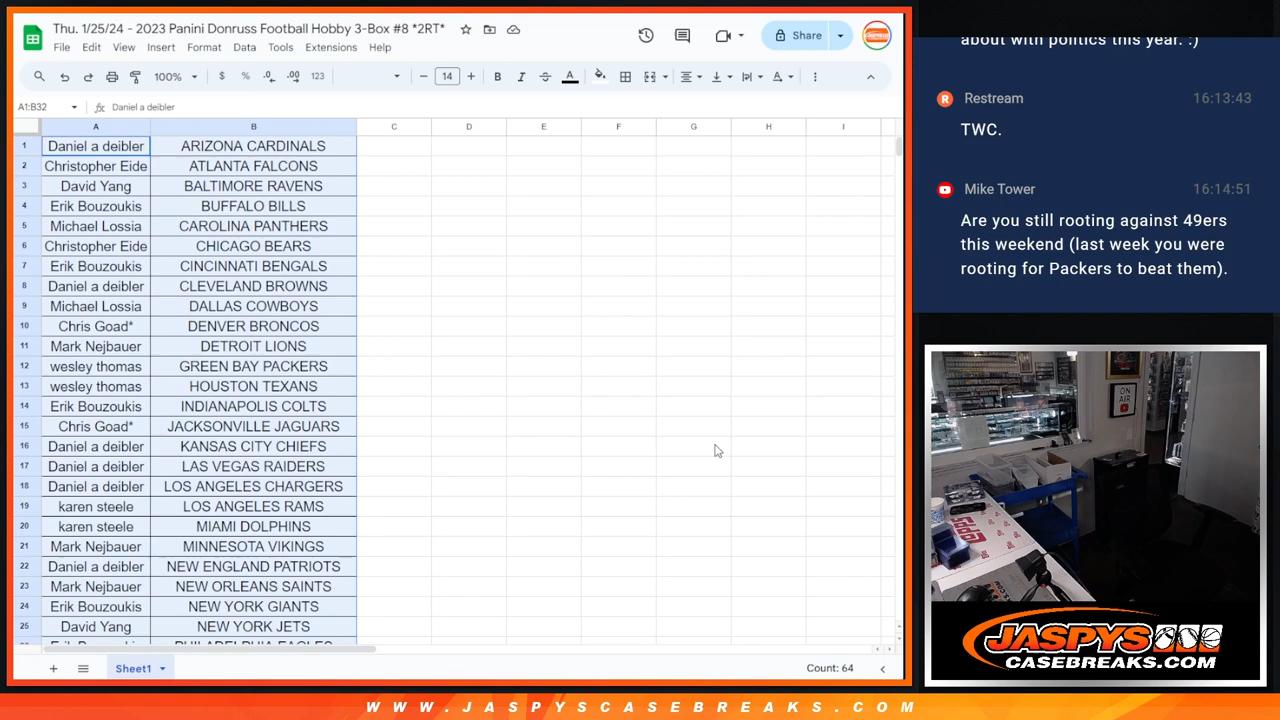 Thu. 1/25/24 - 2023 Panini Donruss Football Hobby 3-Box #8 *2RT*
File Edit View Insert Format Data Tools Extensions Help
Share
100% $ % .0 .00 123 14 B I A
A1:B32 fx Daniel a deibler
A B C D E F G H I
1 Daniel a deibler ARIZONA CARDINALS
2 Christopher Eide ATLANTA FALCONS
3 David Yang BALTIMORE RAVENS
4 Erik Bouzoukis BUFFALO BILLS
5 Michael Lossia CAROLINA PANTHERS
6 Christopher Eide CHICAGO BEARS
7 Erik Bouzoukis CINCINNATI BENGALS
8 Daniel a deibler CLEVELAND BROWNS
9 Michael Lossia DALLAS COWBOYS
10 Chris Goad* DENVER BRONCOS
11 Mark Nejbauer DETROIT LIONS
12 wesley thomas GREEN BAY PACKERS
13 wesley thomas HOUSTON TEXANS
14 Erik Bouzoukis INDIANAPOLIS COLTS
15 Chris Goad* JACKSONVILLE JAGUARS
16 Daniel a deibler KANSAS CITY CHIEFS
17 Daniel a deibler LAS VEGAS RAIDERS
18 Daniel a deibler LOS ANGELES CHARGERS
19 karen steele LOS ANGELES RAMS
20 karen steele MIAMI DOLPHINS
21 Mark Nejbauer MINNESOTA VIKINGS
22 Daniel a deibler NEW ENGLAND PATRIOTS
23 Mark Nejbauer NEW ORLEANS SAINTS
24 Erik Bouzoukis NEW YORK GIANTS
25 David Yang NEW YORK JETS
Erik Bouzoukis PHILADELPHIA EAGLES
Sheet1
Count: 64
about with politics this year. :)
Restream 16:13:43
TWC.
Mike Tower 16:14:51
Are you still rooting against 49ers
this weekend (last week you were
rooting for Packers to beat them).
ON
AIR
JASPYS
CASEBREAKS.COM
WWW.JASPYSCASEBREAKS.COM